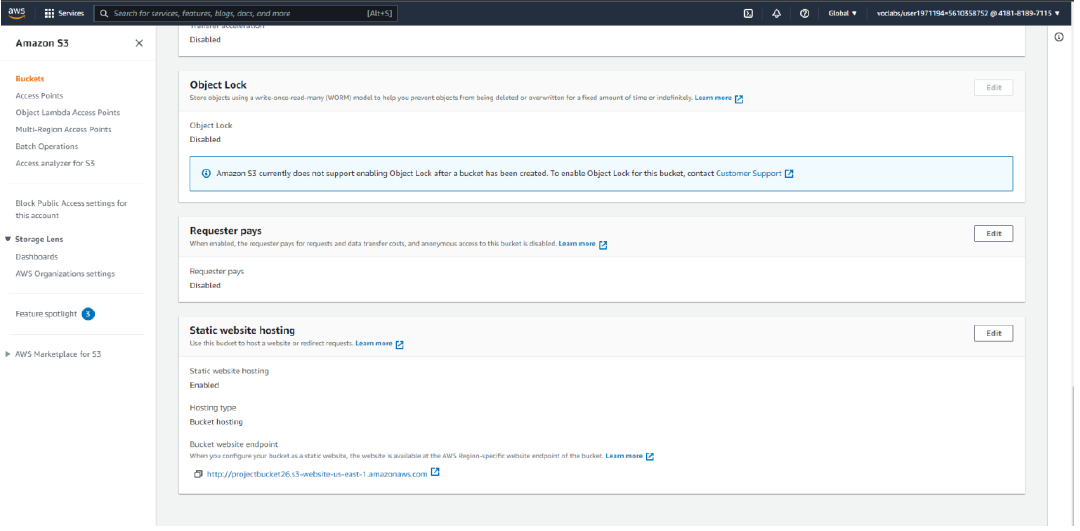 aws
Services
Search for services, features, blogs, docs, and more
[Alt+S]
Global ▼
voclabs/user1971194=5610358752 @ 4181-8189-7115 ▼
Amazon S3
Buckets
Access Points
Object Lambda Access Points
Multi-Region Access Points
Batch Operations
Access analyzer for S3
Block Public Access settings for
this account
Storage Lens
Dashboards
AWS Organizations settings
Feature spotlight 3
AWS Marketplace for S3
Transfer acceleration
Disabled
Object Lock
Edit
Store objects using a write-once-read-many (WORM) model to help you prevent objects from being deleted or overwritten for a fixed amount of time or indefinitely. Learn more
Object Lock
Disabled
Amazon S3 currently does not support enabling Object Lock after a bucket has been created. To enable Object Lock for this bucket, contact Customer Support
Requester pays
Edit
When enabled, the requester pays for requests and data transfer costs, and anonymous access to this bucket is disabled. Learn more
Requester pays
Disabled
Static website hosting
Edit
Use this bucket to host a website or redirect requests. Learn more
Static website hosting
Enabled
Hosting type
Bucket hosting
Bucket website endpoint
When you configure your bucket as a static website, the website is available at the AWS Region-specific website endpoint of the bucket. Learn more
http://projectbucket26.s3-website-us-east-1.amazonaws.com